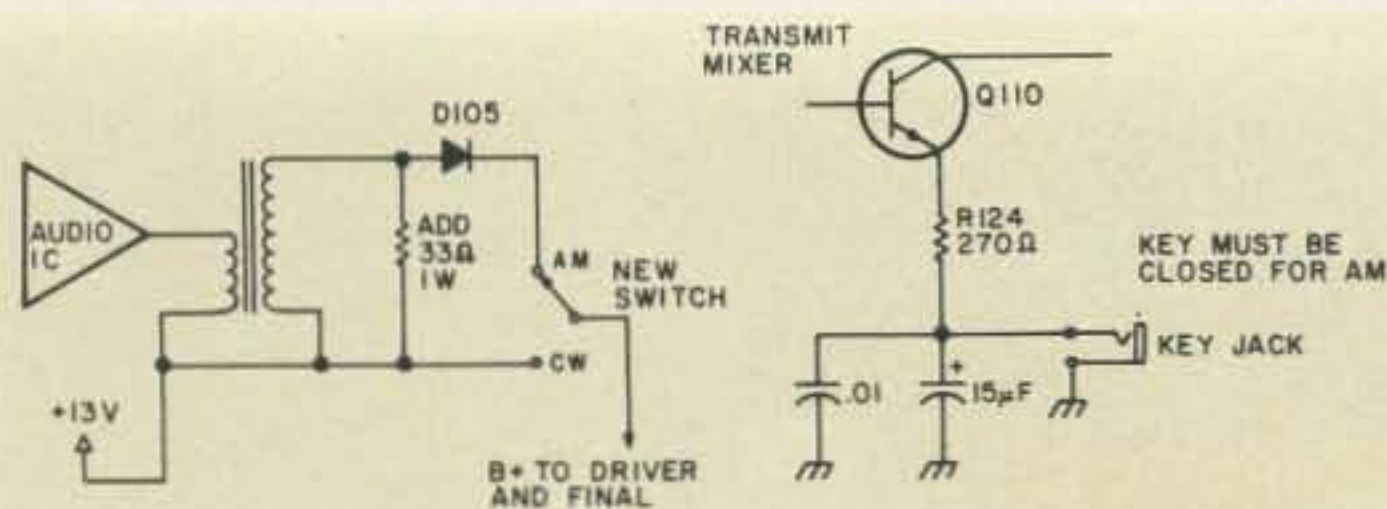 TRANSMIT
MIXER
Q110
D105
AUDIO
IC
ADD
33Ω
1W
AM
NEW
SWITCH
CW
+13V
B+ TO DRIVER
AND FINAL
R124
270Ω
KEY MUST BE
CLOSED FOR AM
KEY JACK
.01
+
15μF